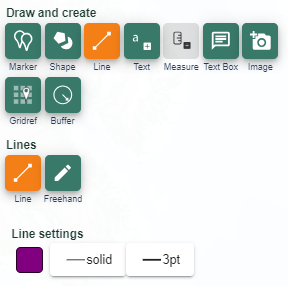 Draw and create
a
Marker Shape Line Text Measure Text Box Image
Gridref Buffer
Lines
Line Freehand
Line settings
solid 3pt